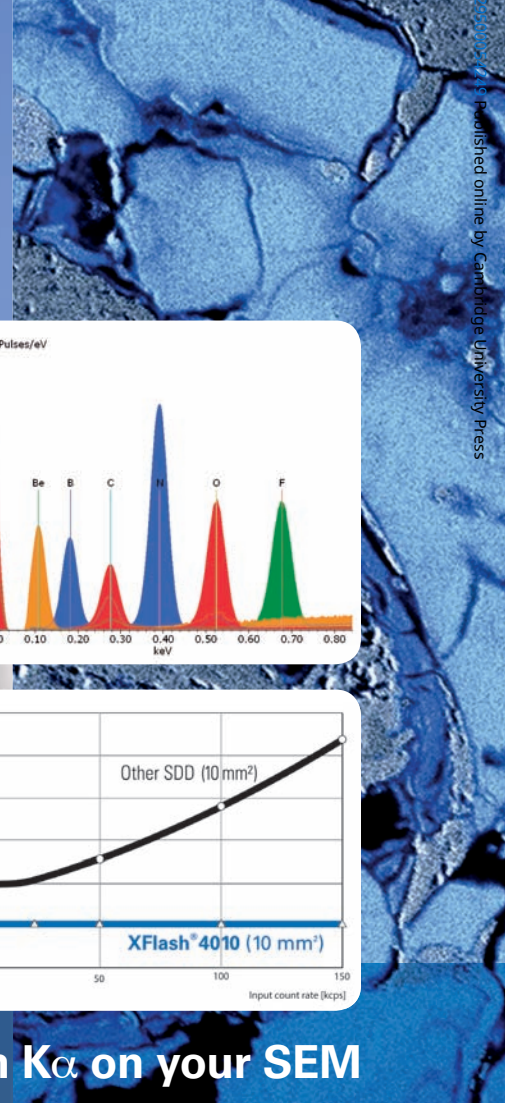 Published online by Cambridge University Press
Pulses/eV
Be B C N O F
0.10 0.20 0.30 0.40 0.50 0.60 0.70 0.80
keV
Other SDD (10 mm²)
XFlash®4010 (10 mm²)
50 100 150
Input count rate [kcps]
Kα on your SEM